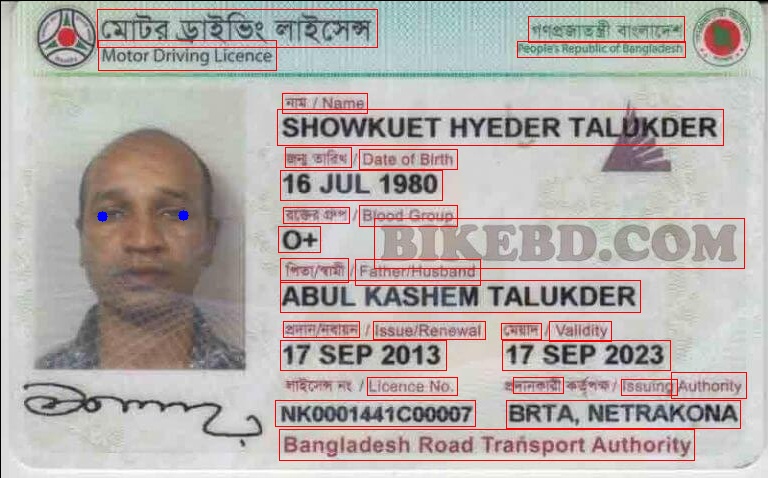 মোটর ড্রাইভিং লাইসেন্স
Motor Driving Licence
গণপ্রজাতন্ত্রী বাংলাদেশ
People's Republic of Bangladesh
নাম / Name
SHOWKUET HYEDER TALUKDER
জন্ম তারিখ / Date of Birth
16 JUL 1980
রক্তের গ্রুপ / Blood Group
O+
BIKEBD.COM
পিতা/স্বামী / Father/Husband
ABUL KASHEM TALUKDER
প্রদান/নবায়ন / Issue/Renewal
মেয়াদ / Validity
17 SEP 2013
17 SEP 2023
লাইসেন্স নং / Licence No.
প্রদানকারী কর্তৃপক্ষ / Issuing Authority
NK0001441C00007
BRTA, NETRAKONA
Bangladesh Road Transport Authority